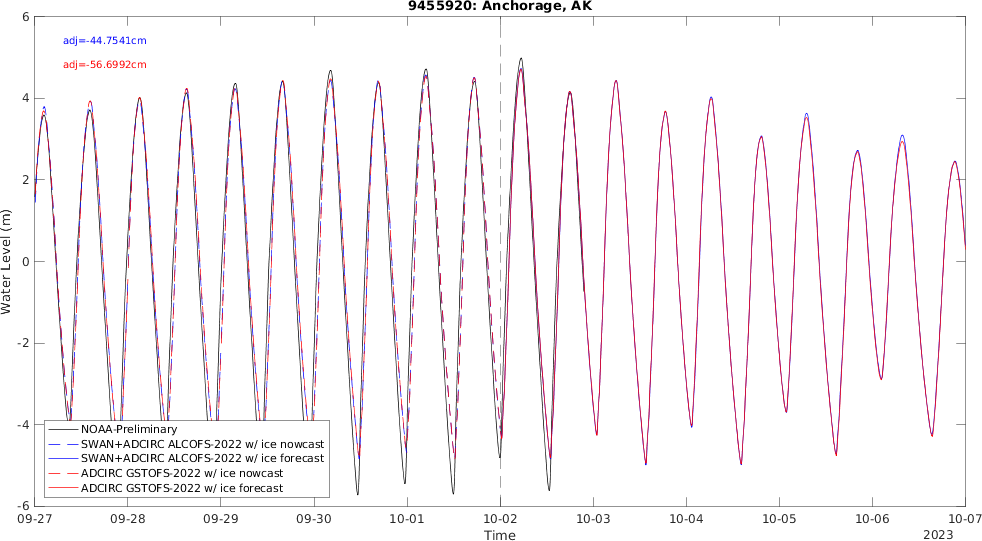 9455920: Anchorage, AK
adj=-44.7541cm
adj=-56.6992cm
6
4
2
0
-2
-4
-6
Water Level (m)
NOAA-Preliminary
SWAN+ADCIRC ALCOFS-2022 w/ ice nowcast
SWAN+ADCIRC ALCOFS-2022 w/ ice forecast
ADCIRC GSTOFS-2022 w/ ice nowcast
ADCIRC GSTOFS-2022 w/ ice forecast
09-27 09-28 09-29 09-30 10-01 10-02 10-03 10-04 10-05 10-06 10-07
Time
2023